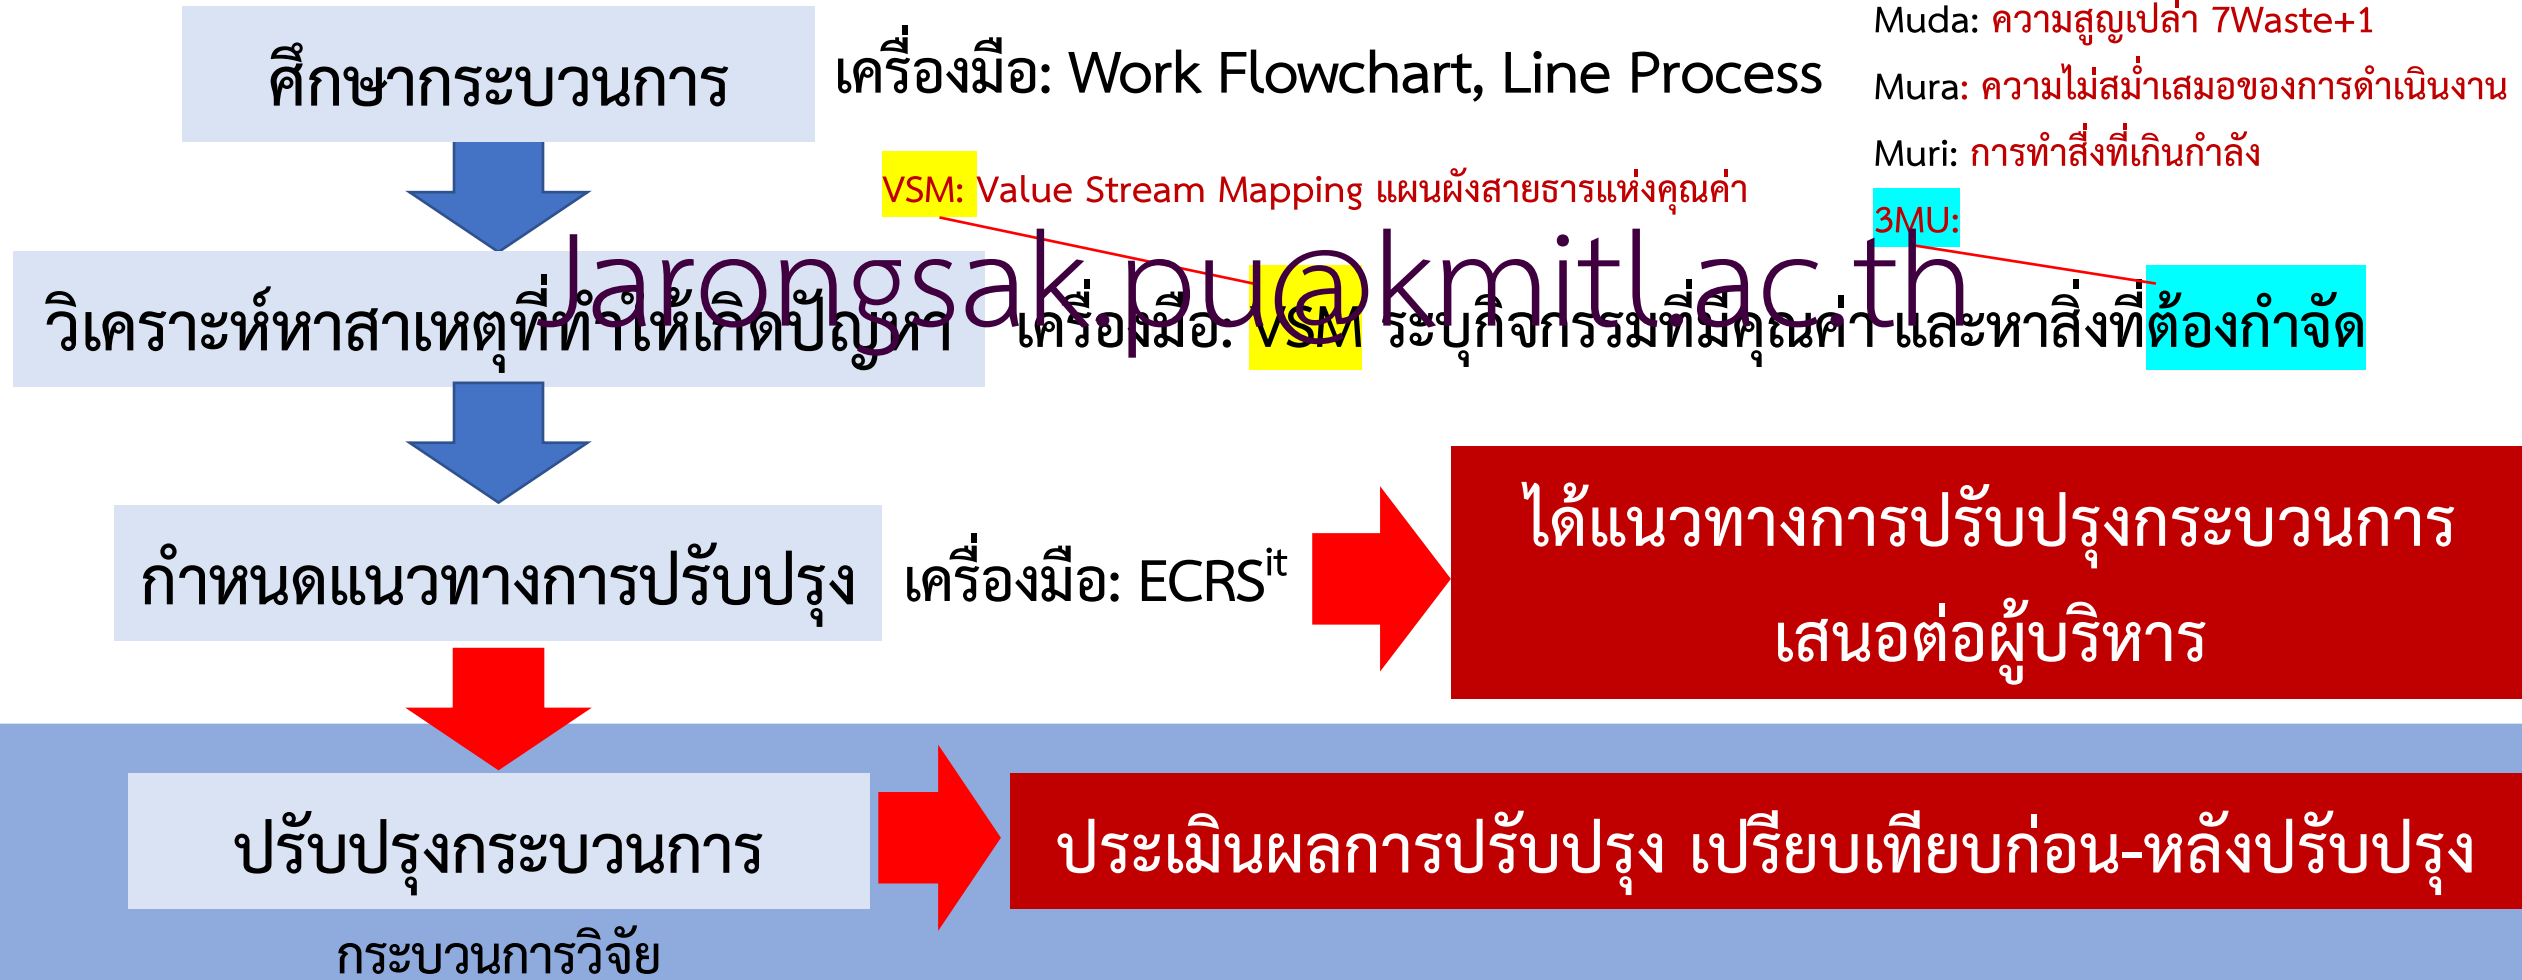 Muda: ความสูญเปล่า 7Waste+1
ศึกษากระบวนการ
เครื่องมือ: Work Flowchart, Line Process
Mura: ความไม่สม่ำเสมอของการดำเนินงาน
Muri: การทำสื่งที่เกินกำลัง
VSM: Value Stream Mapping แผนผังสายธารแห่งคุณค่า
3MU:
Jarongsak.pu@kmitl.ac.th
วิเคราะห์หาสาเหตุที่ทำให้เกิดปัญหา
เครื่องมือ: VSM ระบุกิจกรรมที่มีคุณค่า และหาสิ่งที่ต้องกำจัด
กำหนดแนวทางการปรับปรุง
เครื่องมือ: ECRSit
ได้แนวทางการปรับปรุงกระบวนการ
เสนอต่อผู้บริหาร
ปรับปรุงกระบวนการ
ประเมินผลการปรับปรุง เปรียบเทียบก่อน-หลังปรับปรุง
กระบวนการวิจัย